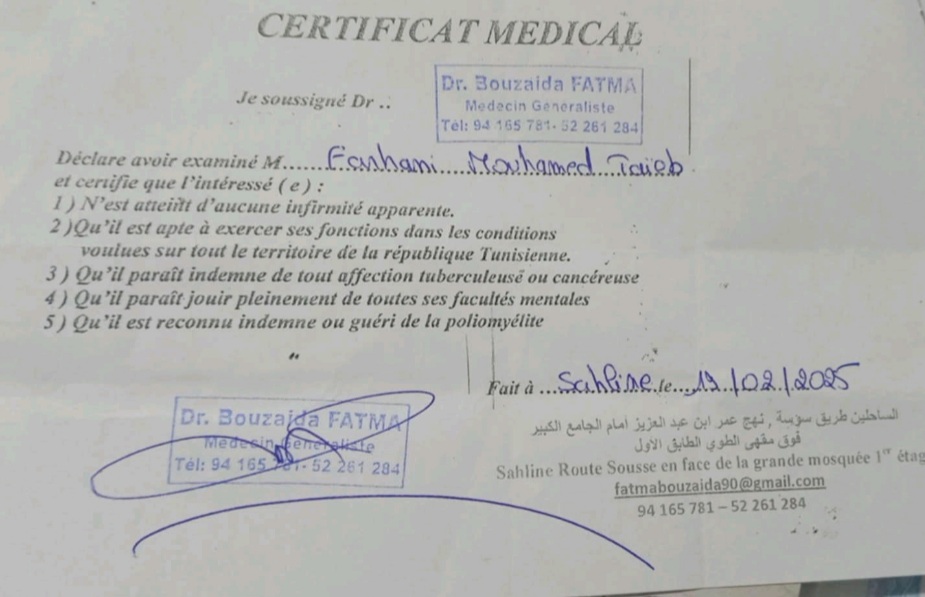 CERTIFICAT MEDICAL
Je soussigné Dr ..
Dr. Bouzaida FATMA
Medecin Généraliste
Tél: 94 165 781- 52 261 284
Déclare avoir examiné M...... Farhani Mouhamed Taieb
et certifie que l'intéressé ( e ) :
1 ) N'est atteint d'aucune infirmité apparente.
2 )Qu'il est apte à exercer ses fonctions dans les conditions
voulues sur tout le territoire de la république Tunisienne.
3 ) Qu'il paraît indemne de tout affection tuberculeuse ou cancéreuse
4 ) Qu'il paraît jouir pleinement de toutes ses facultés mentales
5 ) Qu'il est reconnu indemne ou guéri de la poliomyélite
Fait à ... Sahline le.... 19/02/2025
Dr. Bouzaida FATMA
Médecin Généraliste
Tél: 94 165 781- 52 261 284
الساحلين طريق سوسة , نهج عمر ابن عبد العزيز امام الجامع الكبير
فوق مقهى الطوي الطابق الاول
Sahline Route Sousse en face de la grande mosquée 1er étag
fatmabouzaida90@gmail.com
94 165 781 – 52 261 284